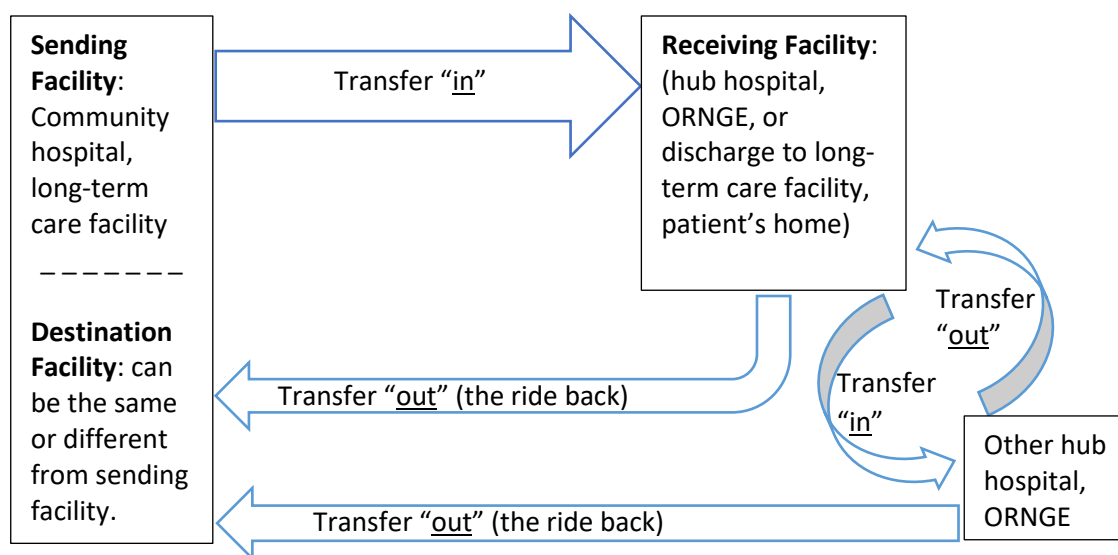 Sending
Facility:
Community
hospital,
long-term
care facility
_ _ _ _ _ _ _
Destination
Facility: can
be the same
or different
from sending
facility.
Transfer “in”
Receiving Facility:
(hub hospital,
ORNGE, or
discharge to long-
term care facility,
patient’s home)
Transfer
“out”
Transfer
“in”
Transfer “out” (the ride back)
Other hub
hospital,
ORNGE
Transfer “out” (the ride back)